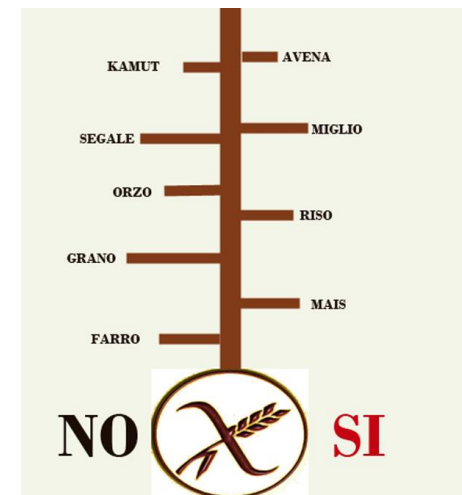 AVENA
KAMUT
MIGLIO
SEGALE
ORZO
RISO
GRANO
MAIS
FARRO
NO SI